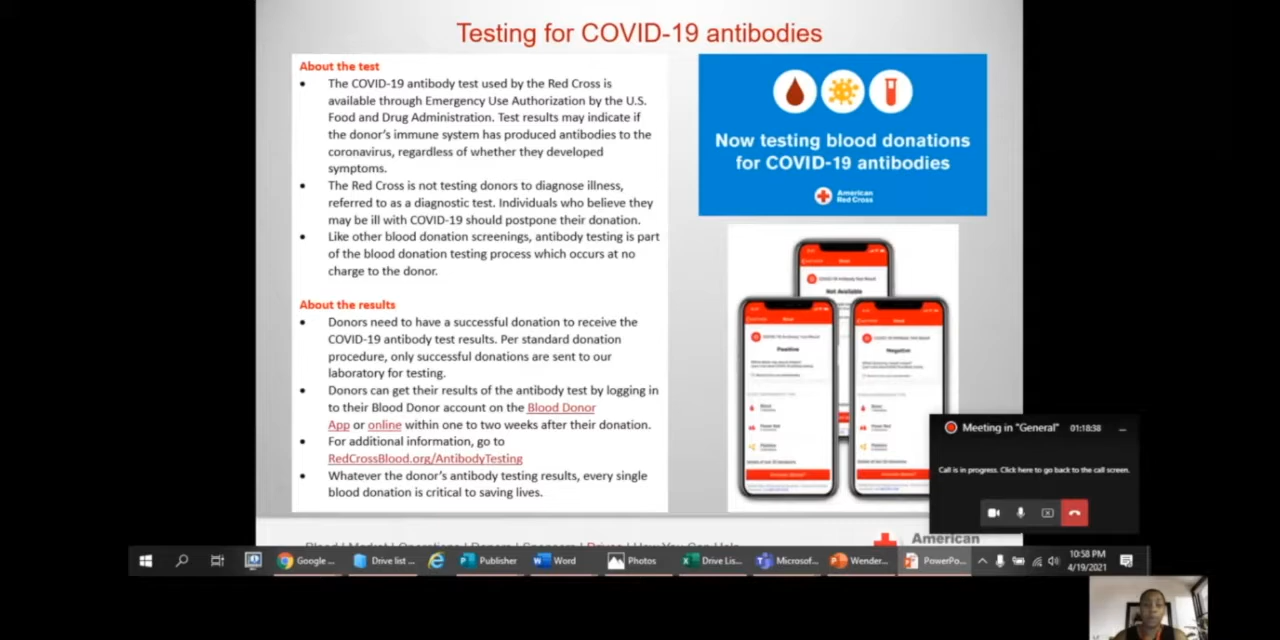 Testing for COVID-19 antibodies
About the test
• The COVID-19 antibody test used by the Red Cross is
available through Emergency Use Authorization by the U.S.
Food and Drug Administration. Test results may indicate if
the donor's immune system has produced antibodies to the
coronavirus, regardless of whether they developed
symptoms.
• The Red Cross is not testing donors to diagnose illness,
referred to as a diagnostic test. Individuals who believe they
may be ill with COVID-19 should postpone their donation.
• Like other blood donation screenings, antibody testing is part
of the blood donation testing process which occurs at no
charge to the donor.
About the results
• Donors need to have a successful donation to receive the
COVID-19 antibody test results. Per standard donation
procedure, only successful donations are sent to our
laboratory for testing.
• Donors can get their results of the antibody test by logging in
to their Blood Donor account on the Blood Donor
App or online within one to two weeks after their donation.
• For additional information, go to
RedCrossBlood.org/AntibodyTesting
• Whatever the donor's antibody testing results, every single
blood donation is critical to saving lives.
Now testing blood donations
for COVID-19 antibodies
American
Red Cross
Not Available
Positive
Negative
Meeting in "General" 01:18:38
Call is in progress. Click here to go back to the call screen.
American
Google ...
Drive list ...
Publisher
Word
Photos
Drive Lis...
Microsof...
Wender...
PowerPo...
10:58 PM
4/19/2021